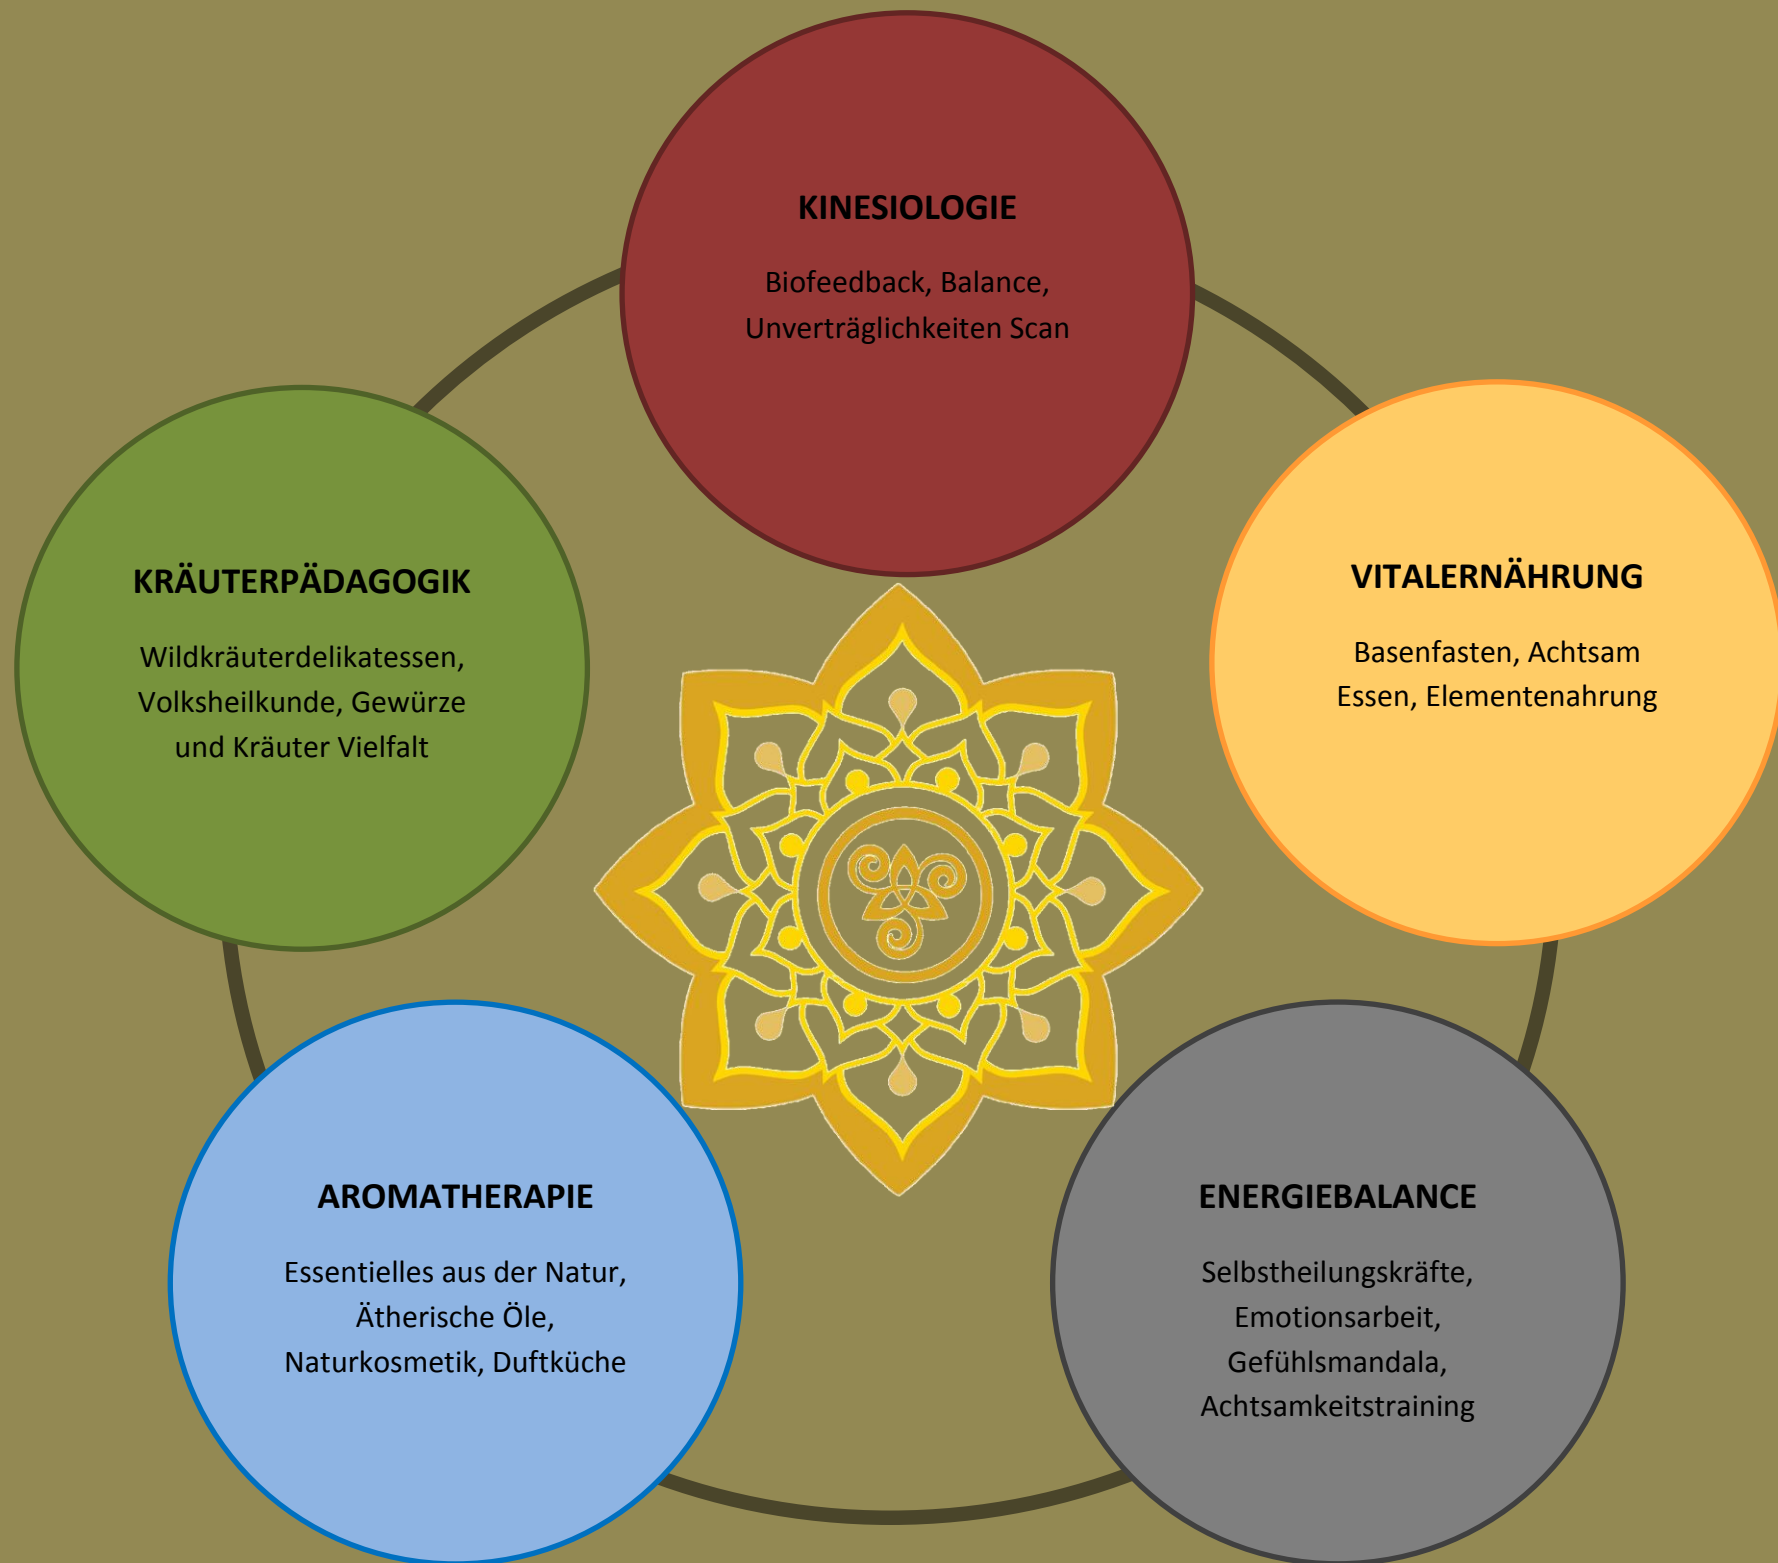 KINESIOLOGIE
Biofeedback, Balance,
Unverträglichkeiten Scan
VITALERNÄHRUNG
Basenfasten, Achtsam
Essen, Elementenahrung
ENERGIEBALANCE
Selbstheilungskräfte,
Emotionsarbeit,
Gefühlsmandala,
Achtsamkeitstraining
AROMATHERAPIE
Essentielles aus der Natur,
Ätherische Öle,
Naturkosmetik, Duftküche
KRÄUTERPÄDAGOGIK
Wildkräuterdelikatessen,
Volksheilkunde, Gewürze
und Kräuter Vielfalt